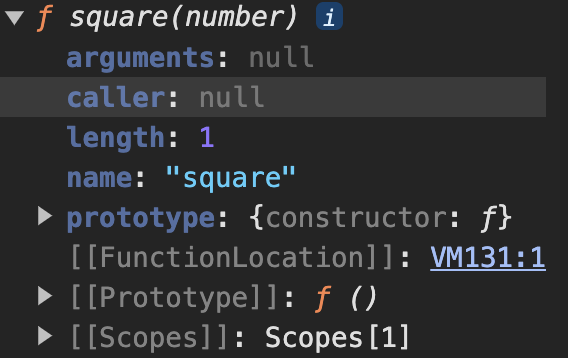 ▼ ƒ square(number) i
arguments: null
caller: null
length: 1
name: "square"
▶ prototype: {constructor: ƒ}
[[FunctionLocation]]: VM131:1
▶ [[Prototype]]: ƒ ()
▶ [[Scopes]]: Scopes[1]